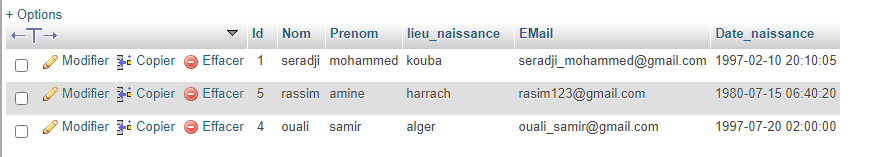 + Options
←T→ Id Nom Prenom lieu_naissance EMail Date_naissance
Modifier Copier Effacer 1 seradji mohammed kouba seradji_mohammed@gmail.com 1997-02-10 20:10:05
Modifier Copier Effacer 5 rassim amine harrach rasim123@gmail.com 1980-07-15 06:40:20
Modifier Copier Effacer 4 ouali samir alger ouali_samir@gmail.com 1997-07-20 02:00:00